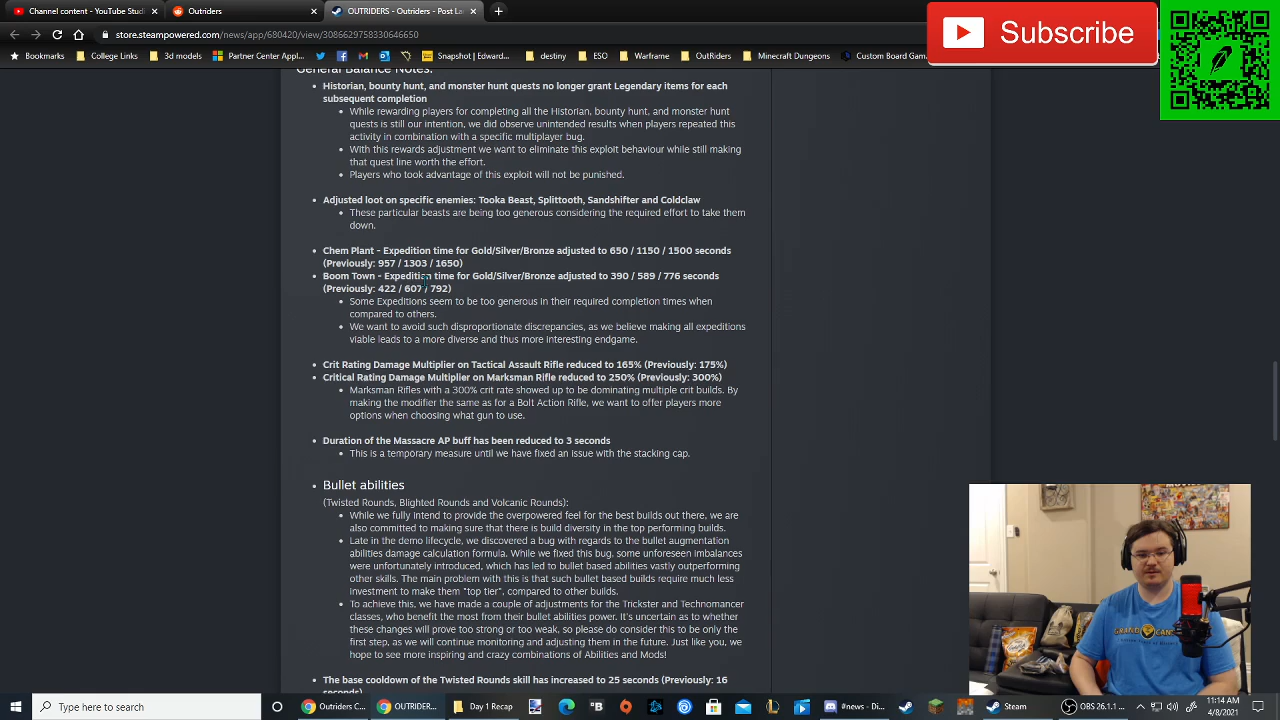 Channel content - YouTube Studio
Outriders
OUTRIDERS - Outriders - Post La
Subscribe
store.steampowered.com/news/app/680420/view/3086629758330646650
Bookmarks
College Links
3d models
Microsoft Partner Cen...
Snapshot | Edward...
destiny
ESO
Warframe
OutRiders
Minecraft Dungeons
Custom Board Gam
General Balance Notes:
• Historian, bounty hunt, and monster hunt quests no longer grant Legendary items for each
subsequent completion
• While rewarding players for completing all the Historian, bounty hunt, and monster hunt
quests is still our intention, we did observe unintended results when players repeated this
activity in combination with a specific multiplayer bug.
• With this rewards adjustment we want to eliminate this exploit behaviour while still making
that quest line worth the effort.
• Players who took advantage of this exploit will not be punished.
• Adjusted loot on specific enemies: Tooka Beast, Splittooth, Sandshifter and Coldclaw
• These particular beasts are being too generous considering the required effort to take them
down.
• Chem Plant - Expedition time for Gold/Silver/Bronze adjusted to 650 / 1150 / 1500 seconds
(Previously: 957 / 1303 / 1650)
• Boom Town - Expedition time for Gold/Silver/Bronze adjusted to 390 / 589 / 776 seconds
(Previously: 422 / 607 / 792)
• Some Expeditions seem to be too generous in their required completion times when
compared to others.
• We want to avoid such disproportionate discrepancies, as we believe making all expeditions
viable leads to a more diverse and thus more interesting endgame.
• Crit Rating Damage Multiplier on Tactical Assault Rifle reduced to 165% (Previously: 175%)
• Critical Rating Damage Multiplier on Marksman Rifle reduced to 250% (Previously: 300%)
• Marksman Rifles wth a 300% crit rate showed up to be dominating multiple crit builds. By
making the modifier the same as for a Bolt Action Rifle, we want to offer players more
options when choosing what gun to use.
• Duration of the Massacre AP buff has been reduced to 3 seconds
• This is a temporary measure until we have fixed an issue with the stacking cap.
• Bullet abilities
(Twisted Rounds, Blighted Rounds and Volcanic Rounds):
• While we fully intend to provide the overpowered feel for the best builds out there, we are
also committed to making sure that there is build diversity in the top performing builds.
• Late in the demo lifecycle, we discovered a bug with regards to the bullet augmentation
abilities damage calculation formula. While we fixed this bug, some unforeseen imbalances
were unfortunately introduced, which has led to bullet based abilities vastly outperforming
other skills. The main problem with this is that such bullet based builds require much less
investment to make them "top tier", compared to other builds.
• To achieve this, we have made a couple of adjustments for the Trickster and Technomancer
classes, who benefit the most from their bullet abilities power. It's uncertain as to whether
these changes will prove too strong or too weak, so please do consider this to be only the
first step, as we will continue monitoring and adjusting them in the future. Just like you, we
hope to see more inspiring and crazy combinations of Abilities and Mods!
• The base cooldown of the Twisted Rounds skill has increased to 25 seconds (Previously: 16
seconds)
GRAND CANYON
Type here to search
Outriders C...
OUTRIDER...
Day 1 Recap
#news - Di...
Steam
OBS 26.1.1 ...
11:14 AM
4/8/2021